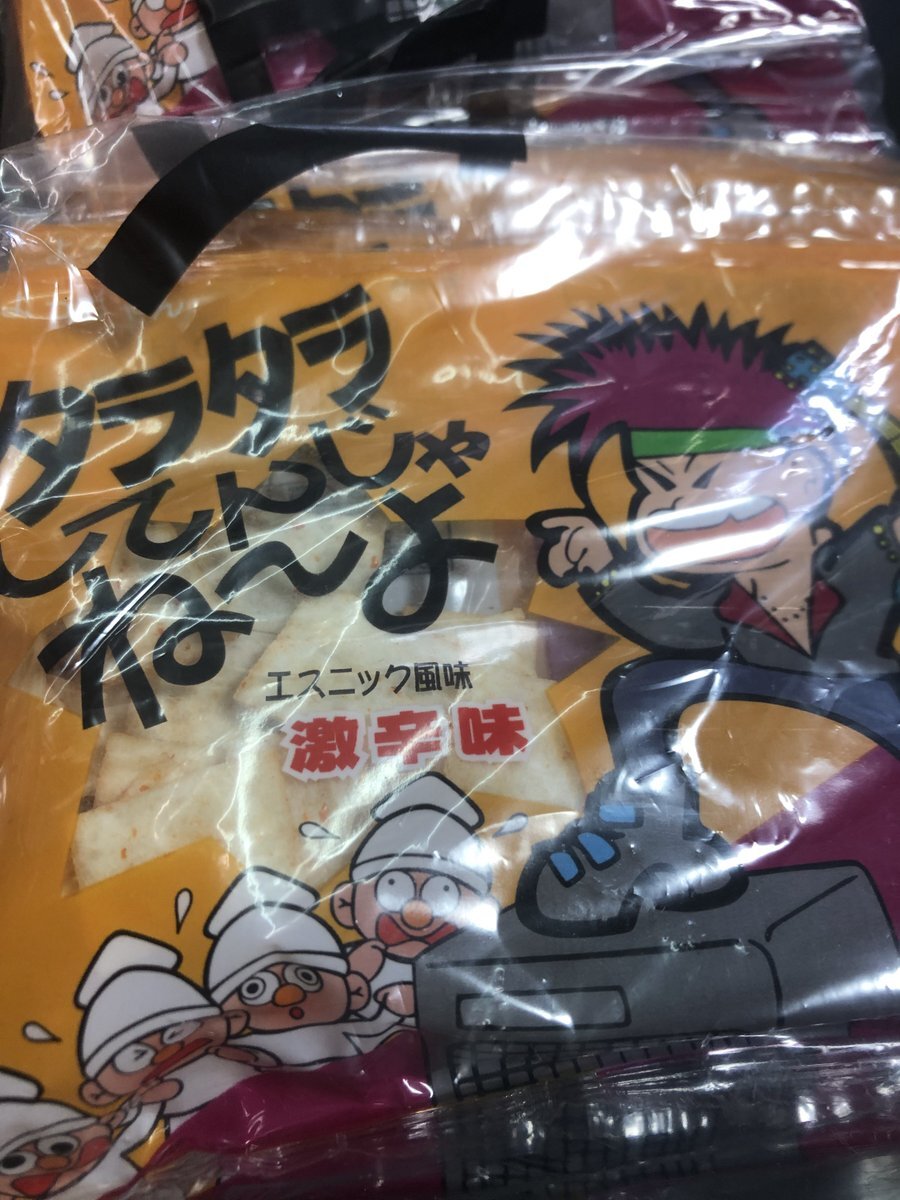 タラタラ
してんじゃ
ね〜よ
エスニック風味
激辛味